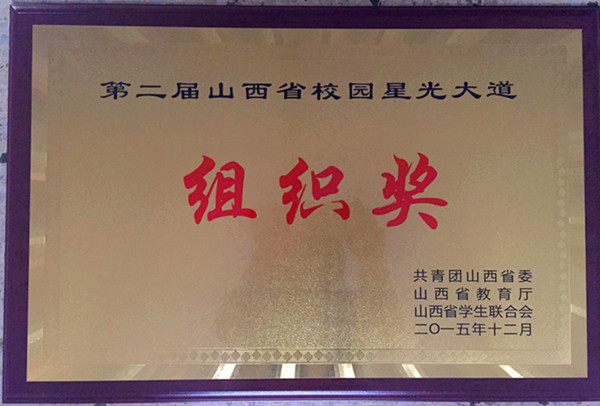 第二届山西省校园星光大道
组织奖
共青团山西省委
山西省教育厅
山西省学生联合会
二〇一五年十二月